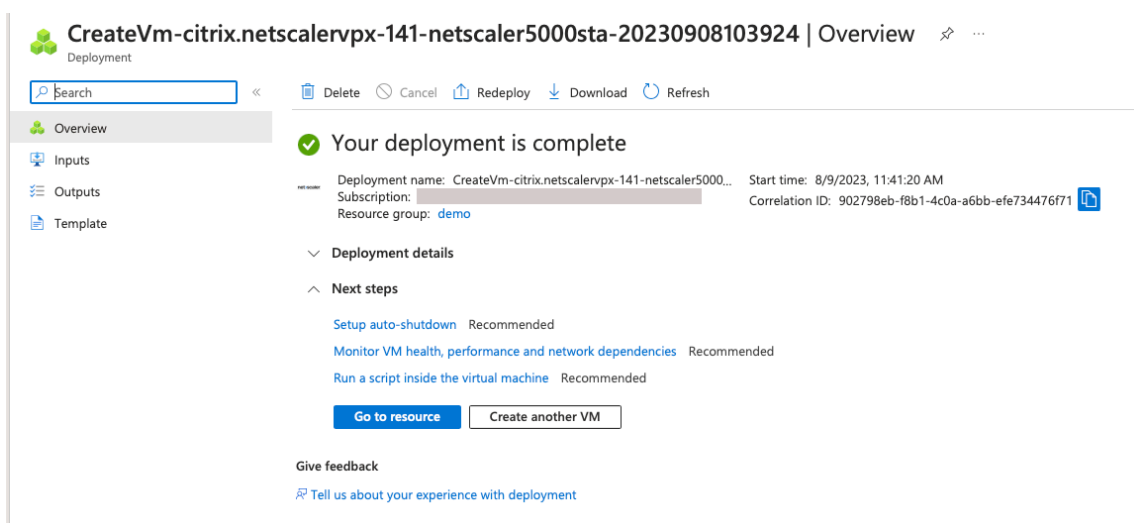 CreateVm-citrix.netscalervpx-141-netscaler5000sta-20230908103924 | Overview
Deployment
Search
Delete Cancel Redeploy Download Refresh
Overview
Inputs
Outputs
Template
Your deployment is complete
net scaler
Deployment name: CreateVm-citrix.netscalervpx-141-netscaler5000...
Subscription:
Resource group: demo
Start time: 8/9/2023, 11:41:20 AM
Correlation ID: 902798eb-f8b1-4c0a-a6bb-efe734476f71
Deployment details
Next steps
Setup auto-shutdown Recommended
Monitor VM health, performance and network dependencies Recommended
Run a script inside the virtual machine Recommended
Go to resource Create another VM
Give feedback
Tell us about your experience with deployment